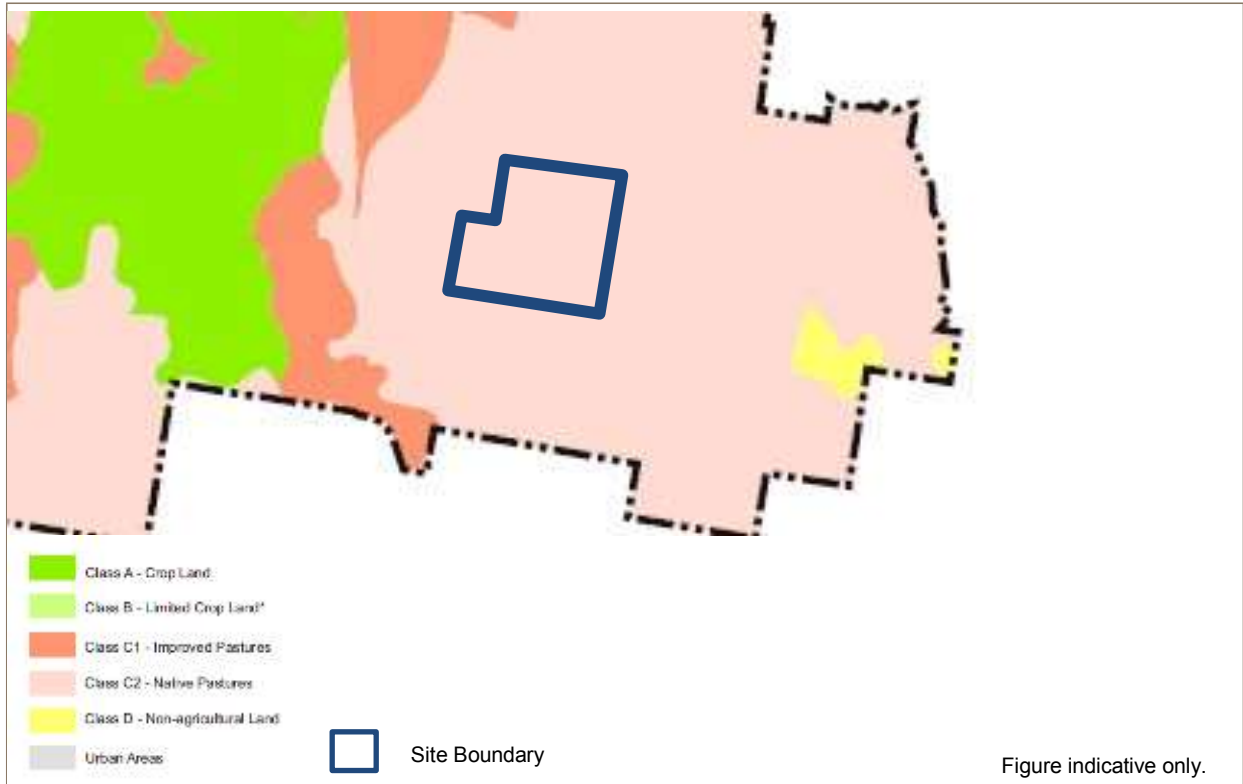 Class A - Crop Land
Class B - Limited Crop Land*
Class C1 - Improved Pastures
Class C2 - Native Pastures
Class D - Non-agricultural Land
Urban Areas
Site Boundary
Figure indicative only.